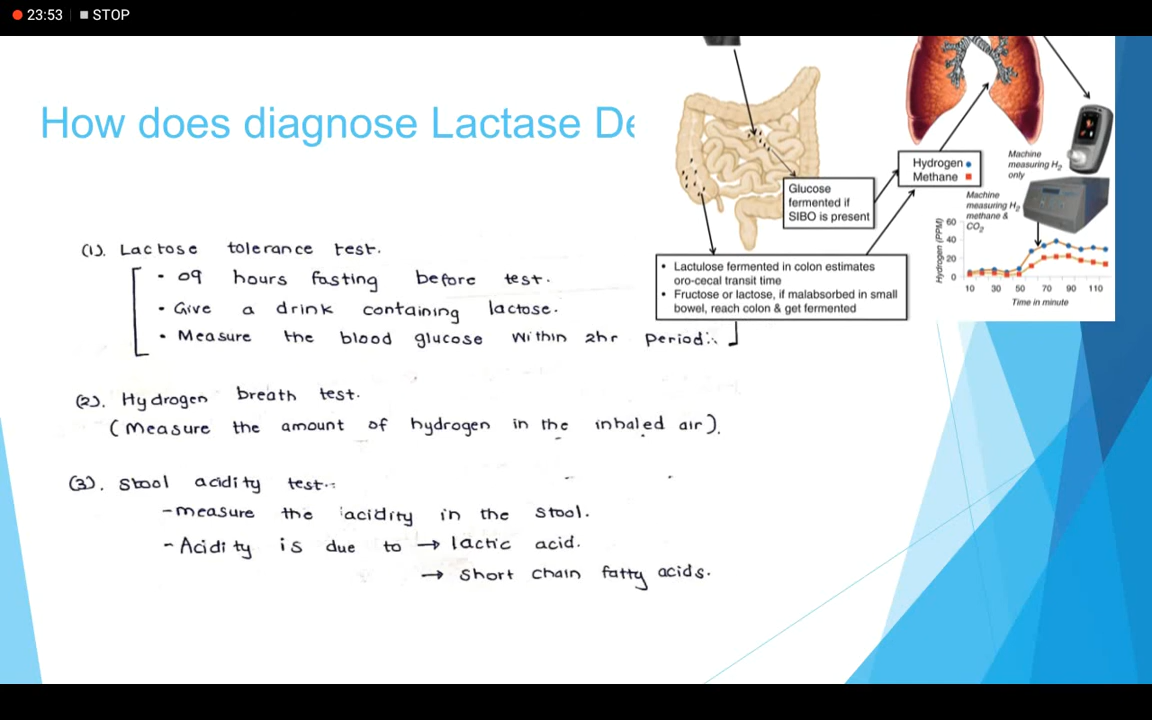 23:53 STOP
How does diagnose Lactase De
(1). Lactose tolerance test.
• 09 hours fasting before test.
• Give a drink containing lactose.
• Measure the blood glucose within 2hr period.
(2). Hydrogen breath test.
(Measure the amount of hydrogen in the inhaled air).
(3). Stool acidity test.
- measure the acidity in the stool.
- Acidity is due to → lactic acid.
→ short chain fatty acids.
Glucose
fermented if
SIBO is present
Hydrogen
Methane
Machine
measuring H2
only
Machine
measuring H2
methane &
CO2
• Lactulose fermented in colon estimates
oro-cecal transit time
• Fructose or lactose, if malabsorbed in small
bowel, reach colon & get fermented
Hydrogen (PPM)
60
40
20
0
10 30 50 70 90 110
Time in minute